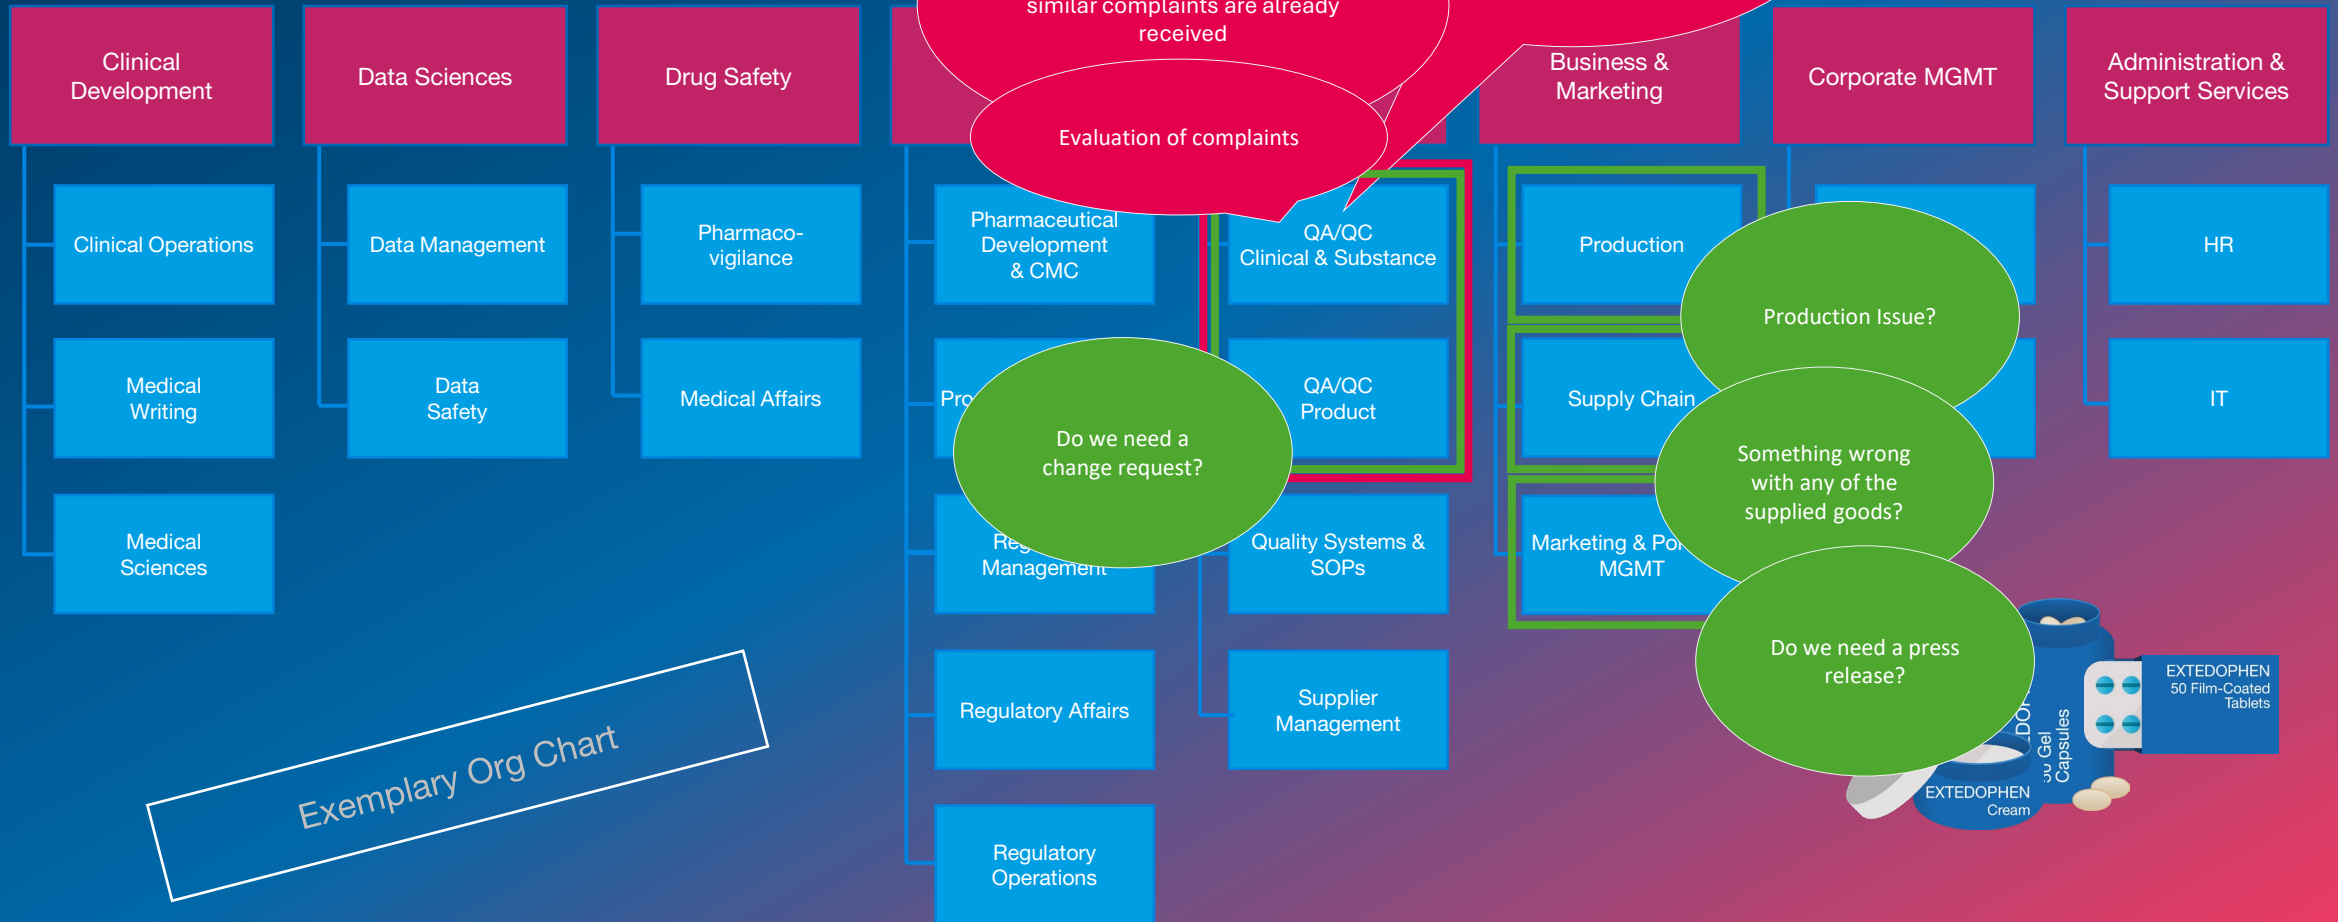 similar complaints are already
received
Evaluation of complaints
Clinical
Development
Data Sciences
Drug Safety
Business &
Marketing
Corporate MGMT
Administration &
Support Services
Clinical Operations
Medical
Writing
Medical
Sciences
Data Management
Data
Safety
Pharmaco-
vigilance
Medical Affairs
Pharmaceutical
Development
& CMC
Do we need a
change request?
Management
Regulatory Affairs
Regulatory
Operations
QA/QC
Clinical & Substance
QA/QC
Product
Quality Systems &
SOPs
Supplier
Management
Production
Supply Chain
Marketing &
MGMT
Production Issue?
Something wrong
with any of the
supplied goods?
Do we need a press
release?
HR
IT
Exemplary Org Chart
EXTEDOPHEN
50 Film-Coated
Tablets
50 Gel
Capsules
EXTEDOPHEN
Cream